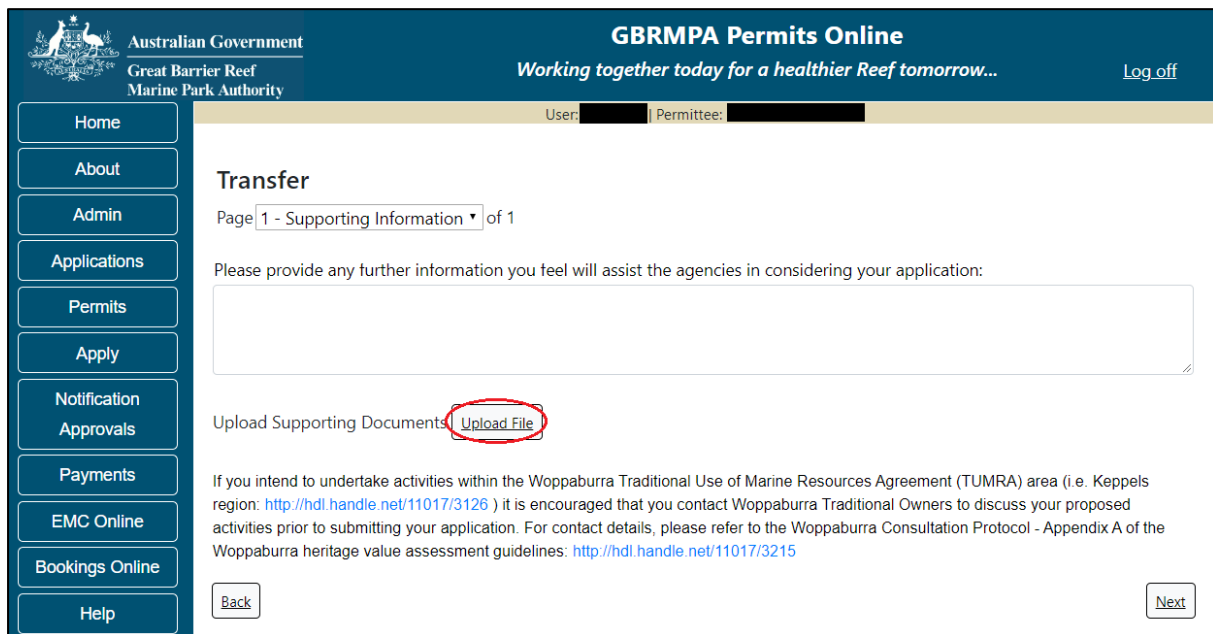 Australian Government
Great Barrier Reef
Marine Park Authority
GBRMPA Permits Online
Working together today for a healthier Reef tomorrow...
Log off
User: | Permittee:
Home
About
Admin
Applications
Permits
Apply
Notification
Approvals
Payments
EMC Online
Bookings Online
Help
Transfer
Page 1 - Supporting Information of 1
Please provide any further information you feel will assist the agencies in considering your application:
Upload Supporting Documents Upload File
If you intend to undertake activities within the Woppaburra Traditional Use of Marine Resources Agreement (TUMRA) area (i.e. Keppels
region: http://hdl.handle.net/11017/3126 ) it is encouraged that you contact Woppaburra Traditional Owners to discuss your proposed
activities prior to submitting your application. For contact details, please refer to the Woppaburra Consultation Protocol - Appendix A of the
Woppaburra heritage value assessment guidelines: http://hdl.handle.net/11017/3215
Back
Next